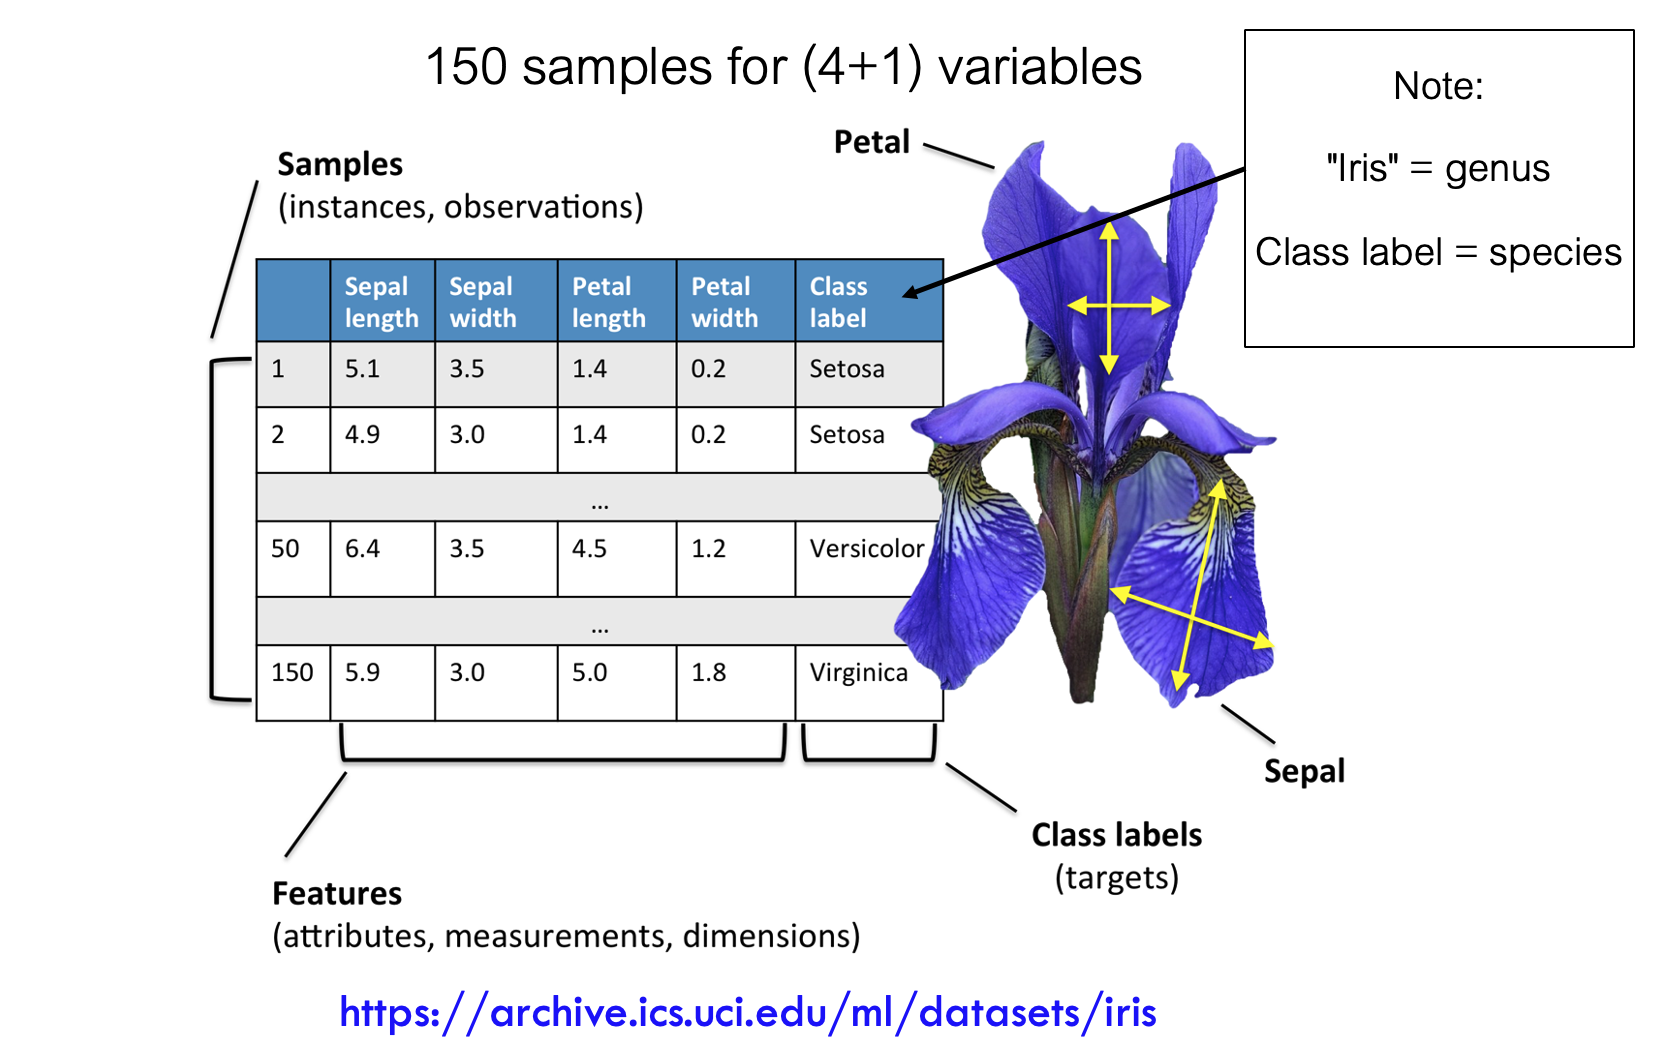 150 samples for (4+1) variables
Note:
"Iris" = genus
Class label = species
Petal
Samples
(instances, observations)
Sepal length Sepal width Petal length Petal width Class label
1 5.1 3.5 1.4 0.2 Setosa
2 4.9 3.0 1.4 0.2 Setosa
...
50 6.4 3.5 4.5 1.2 Versicolor
...
150 5.9 3.0 5.0 1.8 Virginica
Sepal
Class labels
(targets)
Features
(attributes, measurements, dimensions)
https://archive.ics.uci.edu/ml/datasets/iris